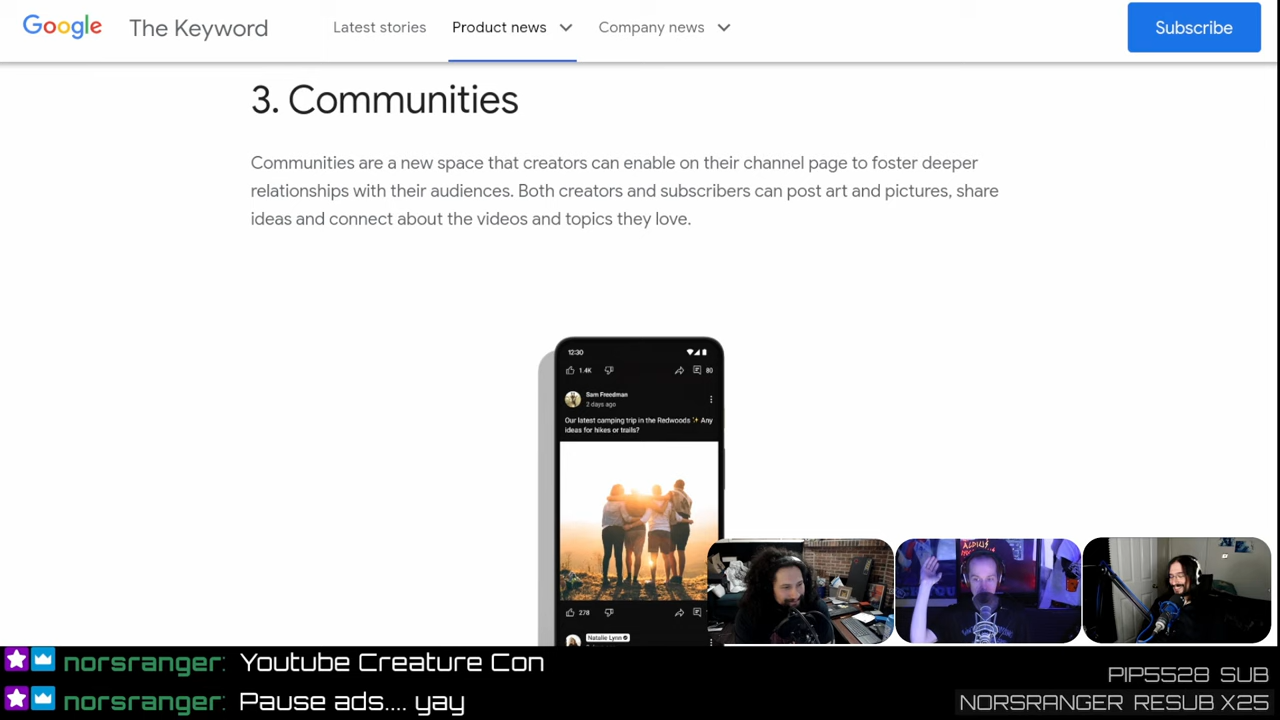 Google The Keyword Latest stories Product news Company news Subscribe
3. Communities
Communities are a new space that creators can enable on their channel page to foster deeper
relationships with their audiences. Both creators and subscribers can post art and pictures, share
ideas and connect about the videos and topics they love.
12:30
1.4K 80
Sam Freedman
2 days ago
Our latest camping trip in the Redwoods ✨ Any
ideas for hikes or trails?
278
Natalie Lynn
norsranger: Youtube Creature Con
norsranger: Pause ads.... yay
PIP5528 SUB
NORSRANGER RESUB X25